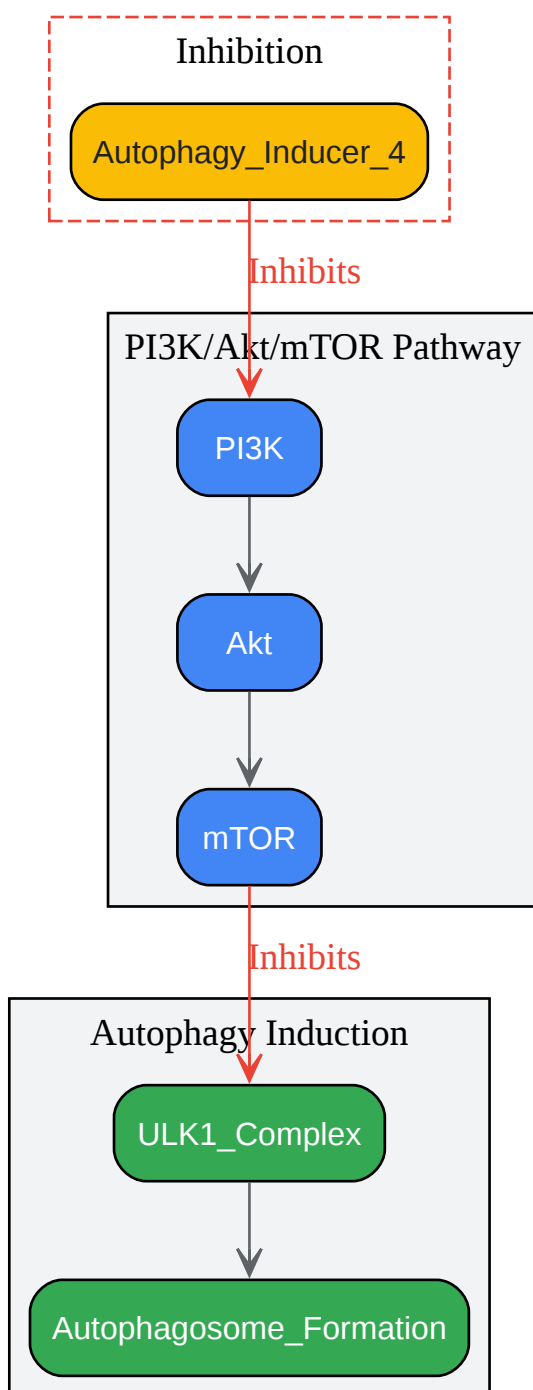 Inhibition
Autophagy_Inducer_4
Inhibits
PI3K/Akt/mTOR Pathway
PI3K
Akt
mTOR
Inhibits
Autophagy Induction
ULK1_Complex
Autophagosome_Formation